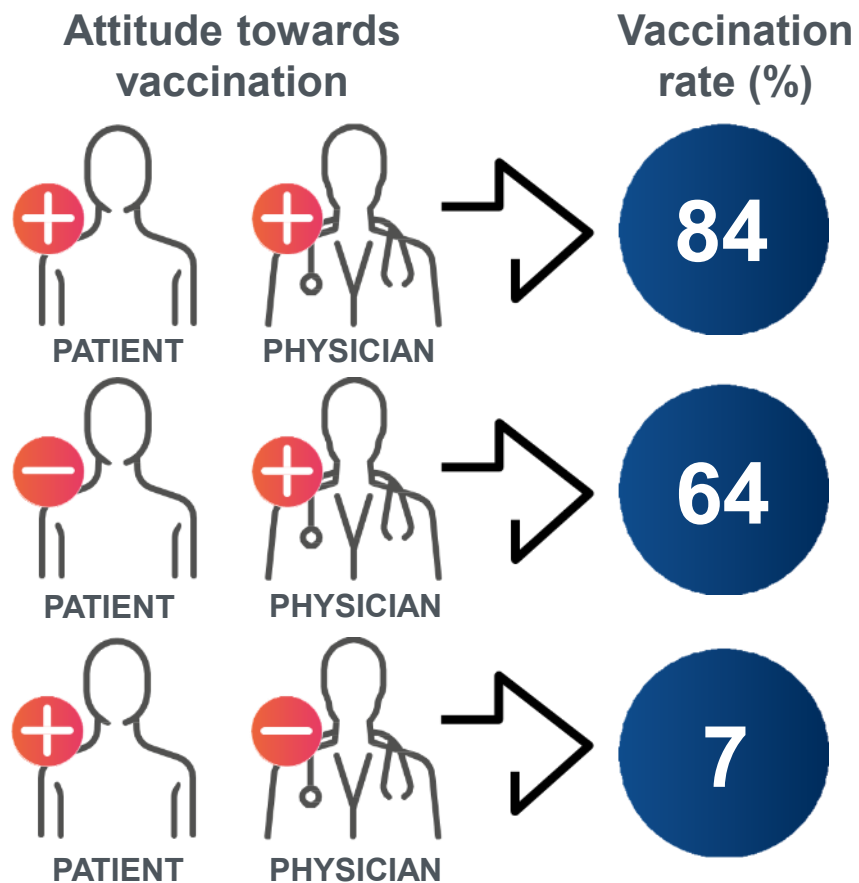 Attitude towards
vaccination
Vaccination
rate (%)
84
PATIENT
PHYSICIAN
64
PATIENT
PHYSICIAN
7
PATIENT
PHYSICIAN